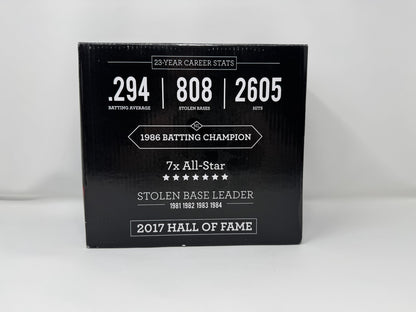 23-YEAR CAREER STATS
.294 808 2605
BATTING AVERAGE STOLEN BASES HITS
1986 BATTING CHAMPION
7x All-Star
STOLEN BASE LEADER
1981 1982 1983 1984
2017 HALL OF FAME